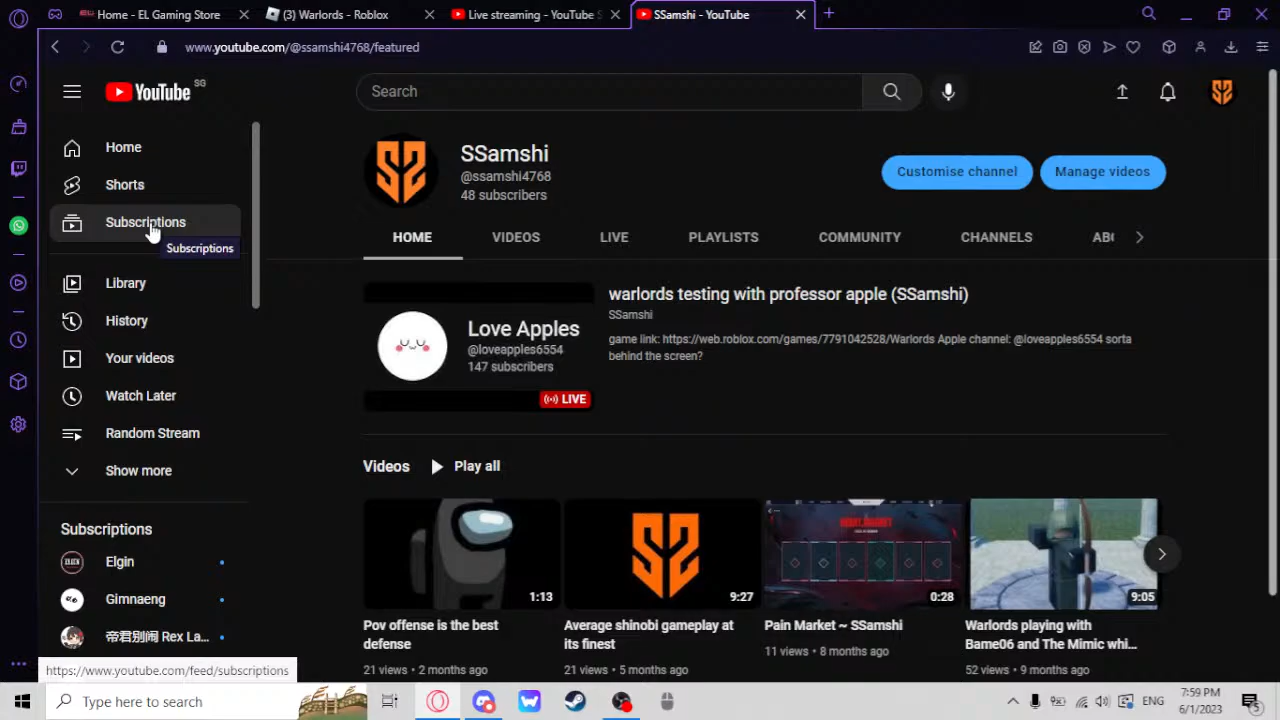 Home - EL Gaming Store
(3) Warlords - Roblox
Live streaming - YouTube S
SSamshi - YouTube
www.youtube.com/@ssamshi4768/featured
YouTube SG
Search
Home
Shorts
Subscriptions
Subscriptions
Library
History
Your videos
Watch Later
Random Stream
Show more
Subscriptions
Elgin
Gimnaeng
帝君别闹 Rex La...
https://www.youtube.com/feed/subscriptions
SSamshi
@ssamshi4768
48 subscribers
Customise channel
Manage videos
HOME
VIDEOS
LIVE
PLAYLISTS
COMMUNITY
CHANNELS
ABO
Love Apples
@loveapples6554
147 subscribers
LIVE
warlords testing with professor apple (SSamshi)
SSamshi
game link: https://web.roblox.com/games/7791042528/Warlords Apple channel: @loveapples6554 sorta
behind the screen?
Videos
Play all
1:13
Pov offense is the best
defense
21 views • 2 months ago
9:27
Average shinobi gameplay at
its finest
21 views • 5 months ago
0:28
Pain Market ~ SSamshi
11 views • 8 months ago
9:05
Warlords playing with
Bame06 and The Mimic whi...
52 views • 9 months ago
Type here to search
ENG
7:59 PM
6/1/2023
5